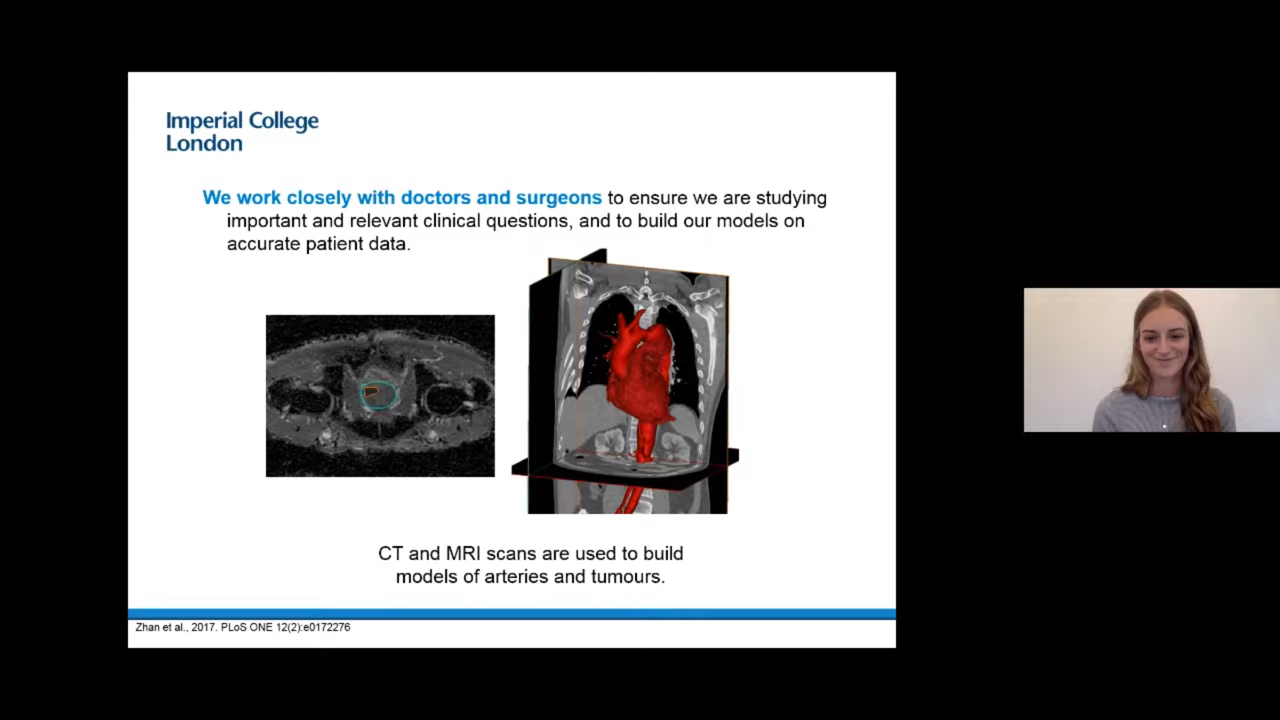 Imperial College
London
We work closely with doctors and surgeons to ensure we are studying
important and relevant clinical questions, and to build our models on
accurate patient data.
CT and MRI scans are used to build
models of arteries and tumours.
Zhan et al., 2017. PLoS ONE 12(2):e0172276